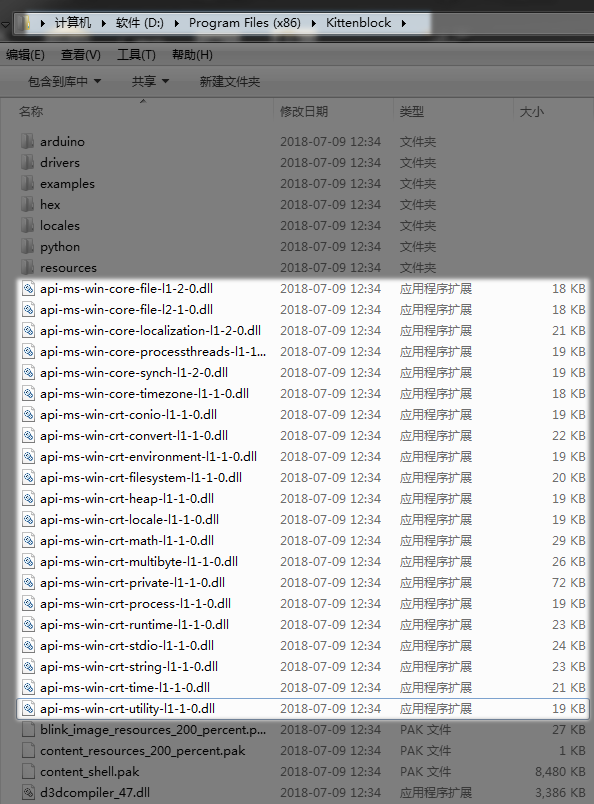 计算机 ▸ 软件 (D:) ▸ Program Files (x86) ▸ Kittenblock ▸
编辑(E) 查看(V) 工具(T) 帮助(H)
包含到库中 共享 新建文件夹
名称 修改日期 类型 大小
arduino 2018-07-09 12:34 文件夹
drivers 2018-07-09 12:34 文件夹
examples 2018-07-09 12:34 文件夹
hex 2018-07-09 12:34 文件夹
locales 2018-07-09 12:34 文件夹
python 2018-07-09 12:34 文件夹
resources 2018-07-09 12:34 文件夹
api-ms-win-core-file-l1-2-0.dll 2018-07-09 12:34 应用程序扩展 18 KB
api-ms-win-core-file-l2-1-0.dll 2018-07-09 12:34 应用程序扩展 18 KB
api-ms-win-core-localization-l1-2-0.dll 2018-07-09 12:34 应用程序扩展 21 KB
api-ms-win-core-processthreads-l1-1... 2018-07-09 12:34 应用程序扩展 19 KB
api-ms-win-core-synch-l1-2-0.dll 2018-07-09 12:34 应用程序扩展 19 KB
api-ms-win-core-timezone-l1-1-0.dll 2018-07-09 12:34 应用程序扩展 18 KB
api-ms-win-crt-conio-l1-1-0.dll 2018-07-09 12:34 应用程序扩展 19 KB
api-ms-win-crt-convert-l1-1-0.dll 2018-07-09 12:34 应用程序扩展 22 KB
api-ms-win-crt-environment-l1-1-0.dll 2018-07-09 12:34 应用程序扩展 19 KB
api-ms-win-crt-filesystem-l1-1-0.dll 2018-07-09 12:34 应用程序扩展 20 KB
api-ms-win-crt-heap-l1-1-0.dll 2018-07-09 12:34 应用程序扩展 19 KB
api-ms-win-crt-locale-l1-1-0.dll 2018-07-09 12:34 应用程序扩展 19 KB
api-ms-win-crt-math-l1-1-0.dll 2018-07-09 12:34 应用程序扩展 29 KB
api-ms-win-crt-multibyte-l1-1-0.dll 2018-07-09 12:34 应用程序扩展 26 KB
api-ms-win-crt-private-l1-1-0.dll 2018-07-09 12:34 应用程序扩展 72 KB
api-ms-win-crt-process-l1-1-0.dll 2018-07-09 12:34 应用程序扩展 19 KB
api-ms-win-crt-runtime-l1-1-0.dll 2018-07-09 12:34 应用程序扩展 23 KB
api-ms-win-crt-stdio-l1-1-0.dll 2018-07-09 12:34 应用程序扩展 24 KB
api-ms-win-crt-string-l1-1-0.dll 2018-07-09 12:34 应用程序扩展 23 KB
api-ms-win-crt-time-l1-1-0.dll 2018-07-09 12:34 应用程序扩展 21 KB
api-ms-win-crt-utility-l1-1-0.dll 2018-07-09 12:34 应用程序扩展 19 KB
blink_image_resources_200_percent.p... 2018-07-09 12:34 PAK 文件 27 KB
content_resources_200_percent.pak 2018-07-09 12:34 PAK 文件 1 KB
content_shell.pak 2018-07-09 12:34 PAK 文件 8,480 KB
d3dcompiler_47.dll 2018-07-09 12:34 应用程序扩展 3,386 KB